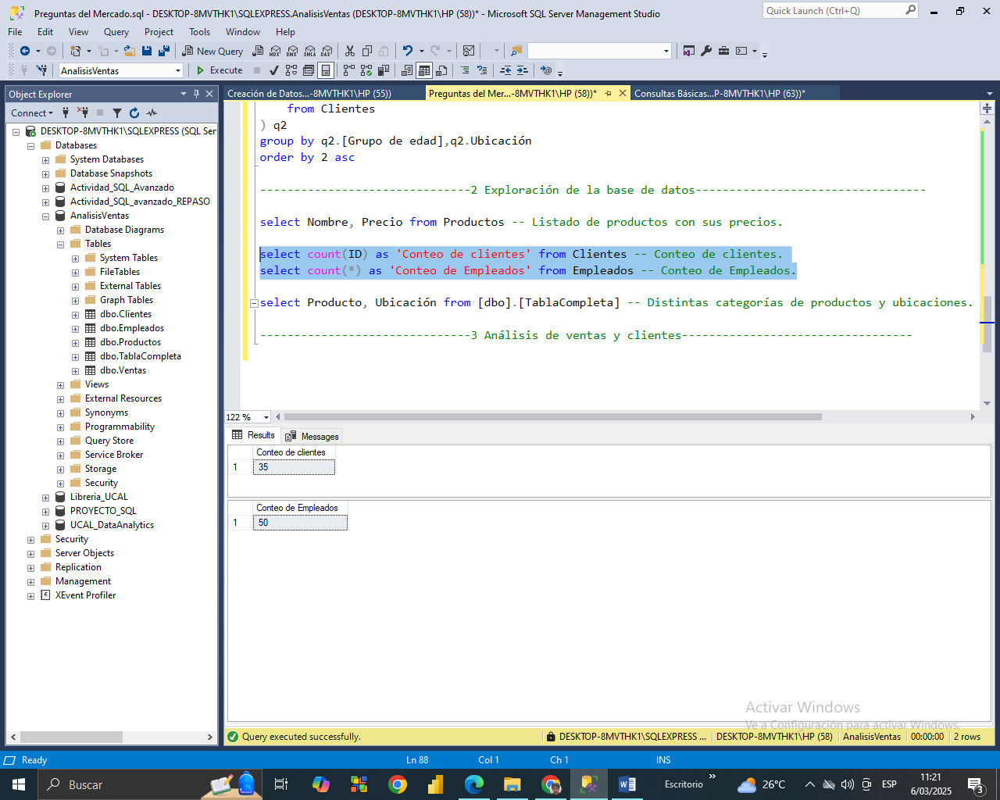 Preguntas del Mercado.sql - DESKTOP-8MVTHK1\SQLEXPRESS.AnalisisVentas (DESKTOP-8MVTHK1\HP (58))* - Microsoft SQL Server Management Studio
Quick Launch (Ctrl+Q)
File Edit View Query Project Tools Window Help
New Query MDX DMX XMLA DAX
AnalisisVentas Execute
Object Explorer
Connect
DESKTOP-8MVTHK1\SQLEXPRESS (SQL Ser
Databases
System Databases
Database Snapshots
Actividad_SQL_Avanzado
Actividad_SQL_avanzado_REPASO
AnalisisVentas
Database Diagrams
Tables
System Tables
FileTables
External Tables
Graph Tables
dbo.Clientes
dbo.Empleados
dbo.Productos
dbo.TablaCompleta
dbo.Ventas
Views
External Resources
Synonyms
Programmability
Query Store
Service Broker
Storage
Security
Libreria_UCAL
PROYECTO_SQL
UCAL_DataAnalytics
Security
Server Objects
Replication
Management
XEvent Profiler
Creación de Datos...-8MVTHK1\HP (55)) Preguntas del Mer...-8MVTHK1\HP (58))* Consultas Básicas...P-8MVTHK1\HP (63))*
from Clientes
) q2
group by q2.[Grupo de edad],q2.Ubicación
order by 2 asc
-------------------------------2 Exploración de la base de datos----------------------------------
select Nombre, Precio from Productos -- Listado de productos con sus precios.
select count(ID) as 'Conteo de clientes' from Clientes -- Conteo de clientes.
select count(*) as 'Conteo de Empleados' from Empleados -- Conteo de Empleados.
select Producto, Ubicación from [dbo].[TablaCompleta] -- Distintas categorías de productos y ubicaciones.
-------------------------------3 Análisis de ventas y clientes----------------------------------
122 %
Results Messages
Conteo de clientes
1 35
Conteo de Empleados
1 50
Activar Windows
Ve a Configuración para activar Windows.
Query executed successfully. DESKTOP-8MVTHK1\SQLEXPRESS ... DESKTOP-8MVTHK1\HP (58) AnalisisVentas 00:00:00 2 rows
Ready Ln 88 Col 1 Ch 1 INS
Buscar Escritorio 26°C ESP 11:21
6/03/2025
3